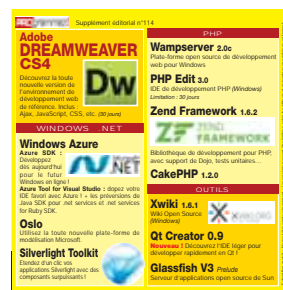 PROgrammez! Supplément éditorial n°114
Adobe
DREAMWEAVER
CS4
Découvrez la toute
nouvelle version de
l'environnement de
développement web
de référence. Inclus :
Ajax, JavaScript, CSS, etc. (30 jours)
Dw
WINDOWS .NET
Windows Azure
Azure SDK :
Développez
dès aujourd'hui
pour le futur
Windows en ligne !
.NET
Azure Tool for Visual Studio : dopez votre
IDE favori avec Azure ! + les préversions de
Java SDK pour .net services et .net services
for Ruby SDK.
Oslo
Utilisez la toute nouvelle plate-forme de
modélisation Microsoft.
Silverlight Toolkit
Etendez d'un clic vos
applications Silverlight avec des
composants surpuissants !
PHP
Wampserver 2.0c
Plate-forme open source de développement
web pour Windows
PHP Edit 3.0
IDE de développement PHP (Windows)
Limitation : 30 jours
Zend Framework 1.6.2
ZF ZEND
FRAMEWORK
Bibliothèque de développement pour PHP,
avec support de Dojo, tests unitaires...
CakePHP 1.2.0
OUTILS
Xwiki 1.6.1
Wiki Open Source
(Windows)
XWIKI.ORG
Qt Creator 0.9
Nouveau ! Découvrez l'IDE léger pour
développer rapidement en Qt !
Glassfish V3 Prelude
Serveur d'applications open source de Sun